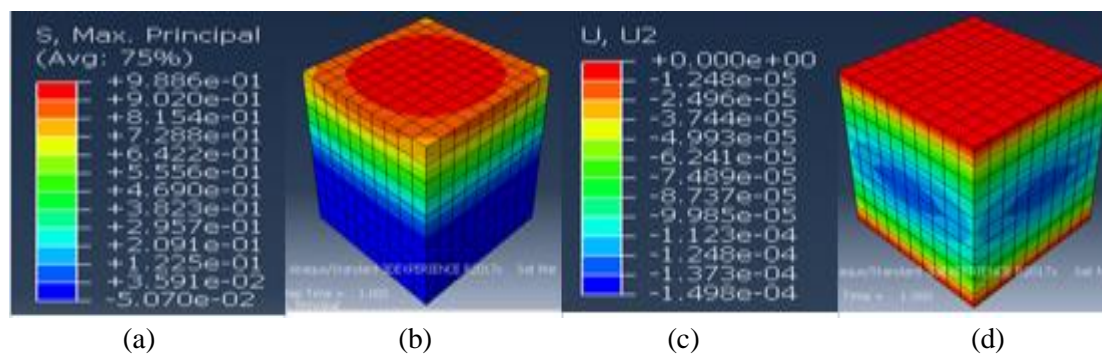 S, Max. Principal
(Avg: 75%)
+9.886e-01
+9.020e-01
+8.154e-01
+7.288e-01
+6.422e-01
+5.556e-01
+4.690e-01
+3.823e-01
+2.957e-01
+2.091e-01
+1.225e-01
+3.591e-02
-5.070e-02
U, U2
+0.000e+00
-1.248e-05
-2.496e-05
-3.744e-05
-4.993e-05
-6.241e-05
-7.489e-05
-8.737e-05
-9.985e-05
-1.123e-04
-1.248e-04
-1.373e-04
-1.498e-04
(a)
(b)
(c)
(d)